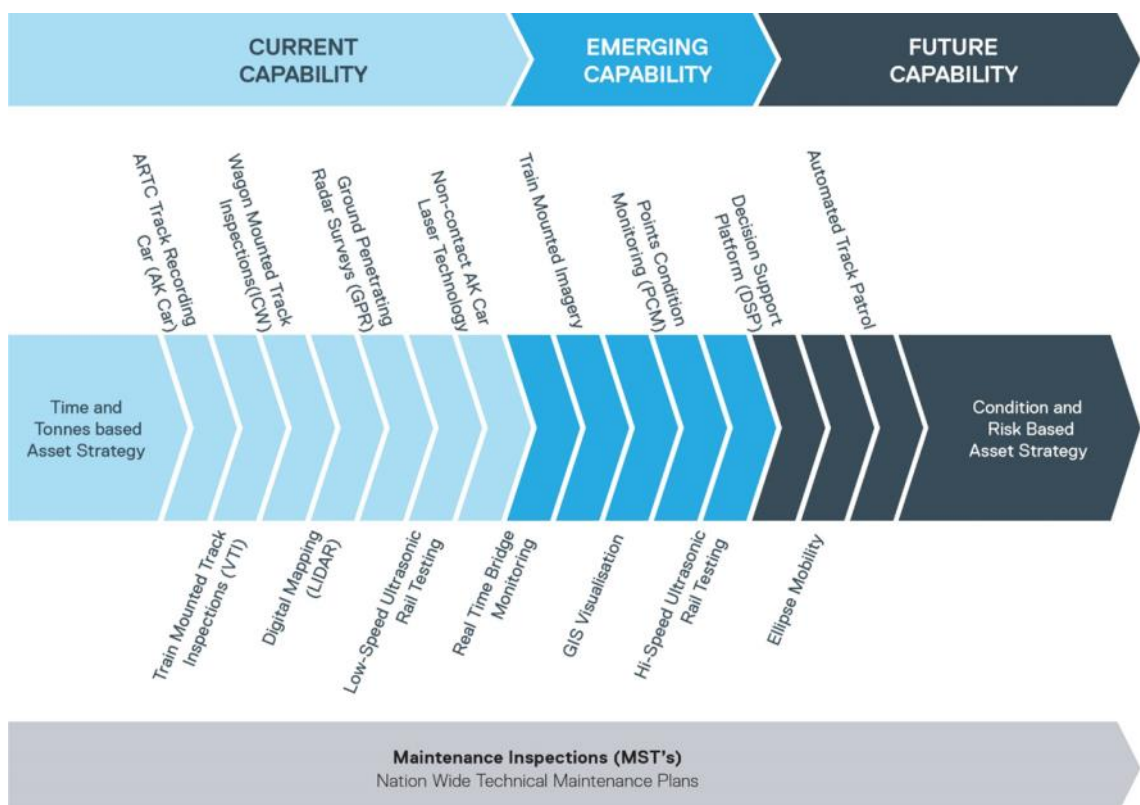 CURRENT
CAPABILITY
EMERGING
CAPABILITY
FUTURE
CAPABILITY
ARTC Track Recording
Car (AK Car)
Wagon Mounted Track
Inspections(ICW)
Ground Penetrating
Radar Surveys (GPR)
Non-contact AK Car
Laser Technology
Train Mounted Imagery
Points Condition
Monitoring (PCM)
Decision Support
Platform (DSP)
Automated Track Patrol
Time and
Tonnes based
Asset Strategy
Condition and
Risk Based
Asset Strategy
Train Mounted Track
Inspections (VTI)
Digital Mapping
(LIDAR)
Low-Speed Ultrasonic
Rail Testing
Real Time Bridge
Monitoring
GIS Visualisation
Hi-Speed Ultrasonic
Rail Testing
Ellipse Mobility
Maintenance Inspections (MST's)
Nation Wide Technical Maintenance Plans